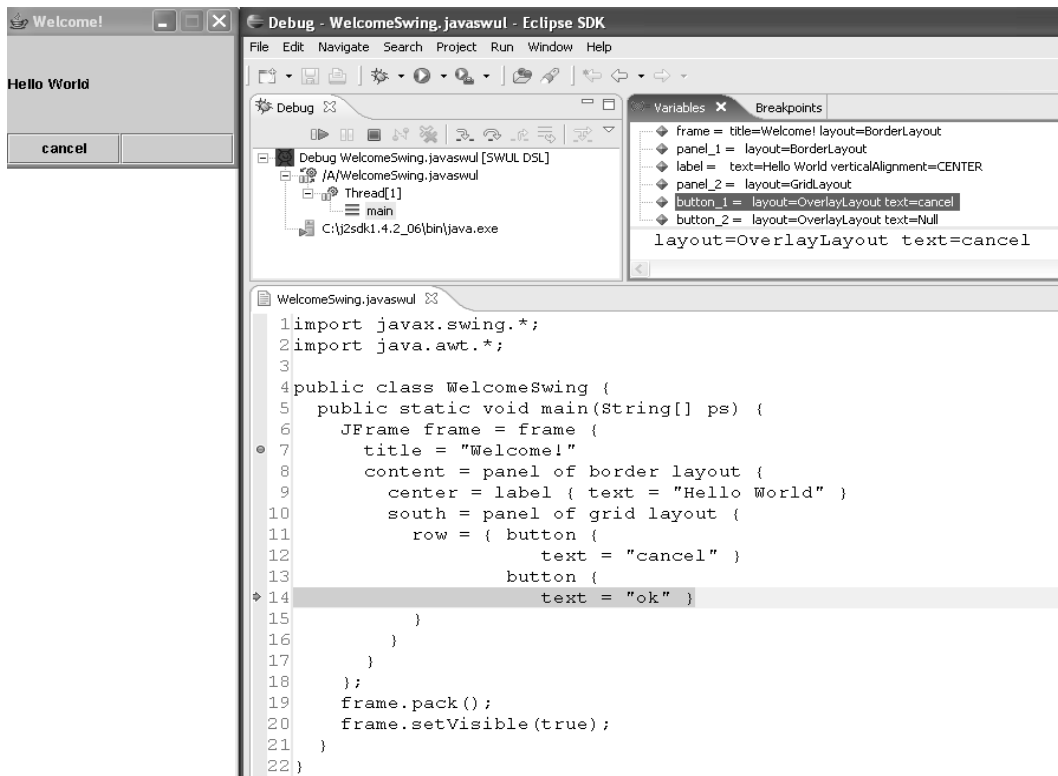 Welcome!
Hello World
cancel
Debug - WelcomeSwing.javaswul - Eclipse SDK
File Edit Navigate Search Project Run Window Help
Debug
Debug WelcomeSwing.javaswul [SWUL DSL]
/A/WelcomeSwing.javaswul
Thread[1]
main
C:\j2sdk1.4.2_06\bin\java.exe
Variables Breakpoints
frame = title=Welcome! layout=BorderLayout
panel_1 = layout=BorderLayout
label = text=Hello World verticalAlignment=CENTER
panel_2 = layout=GridLayout
button_1 = layout=OverlayLayout text=cancel
button_2 = layout=OverlayLayout text=Null
layout=OverlayLayout text=cancel
WelcomeSwing.javaswul
1 import javax.swing.*;
2 import java.awt.*;
3
4 public class WelcomeSwing {
5 public static void main(String[] ps) {
6 JFrame frame = frame {
7 title = "Welcome!"
8 content = panel of border layout {
9 center = label { text = "Hello World" }
10 south = panel of grid layout {
11 row = { button {
12 text = "cancel" }
13 button {
14 text = "ok" }
15 }
16 }
17 }
18 };
19 frame.pack();
20 frame.setVisible(true);
21 }
22 }